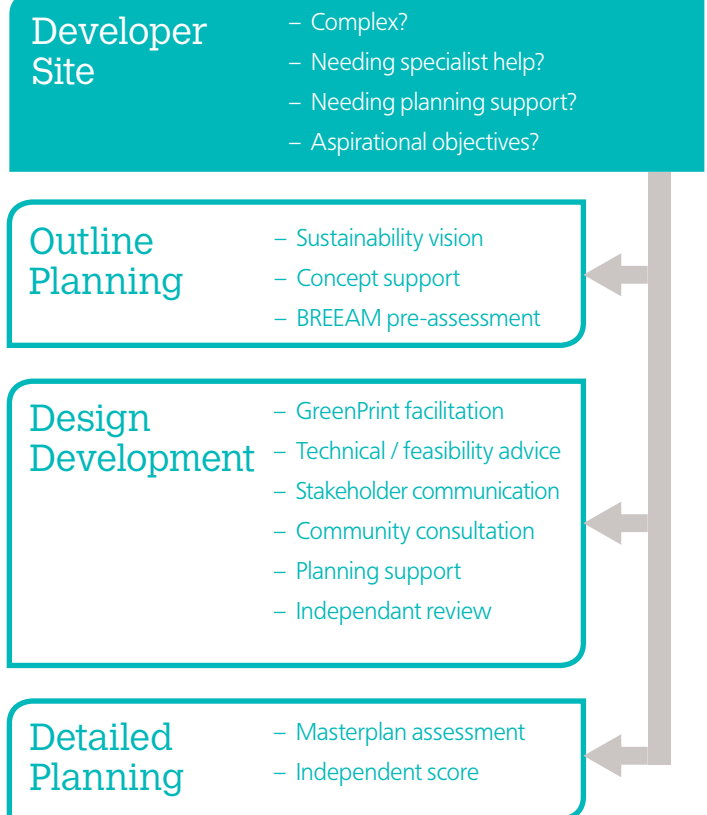 Developer
Site
– Complex?
– Needing specialist help?
– Needing planning support?
– Aspirational objectives?
Outline
Planning
– Sustainability vision
– Concept support
– BREEAM pre-assessment
Design
Development
– GreenPrint facilitation
– Technical / feasibility advice
– Stakeholder communication
– Community consultation
– Planning support
– Independant review
Detailed
Planning
– Masterplan assessment
– Independent score